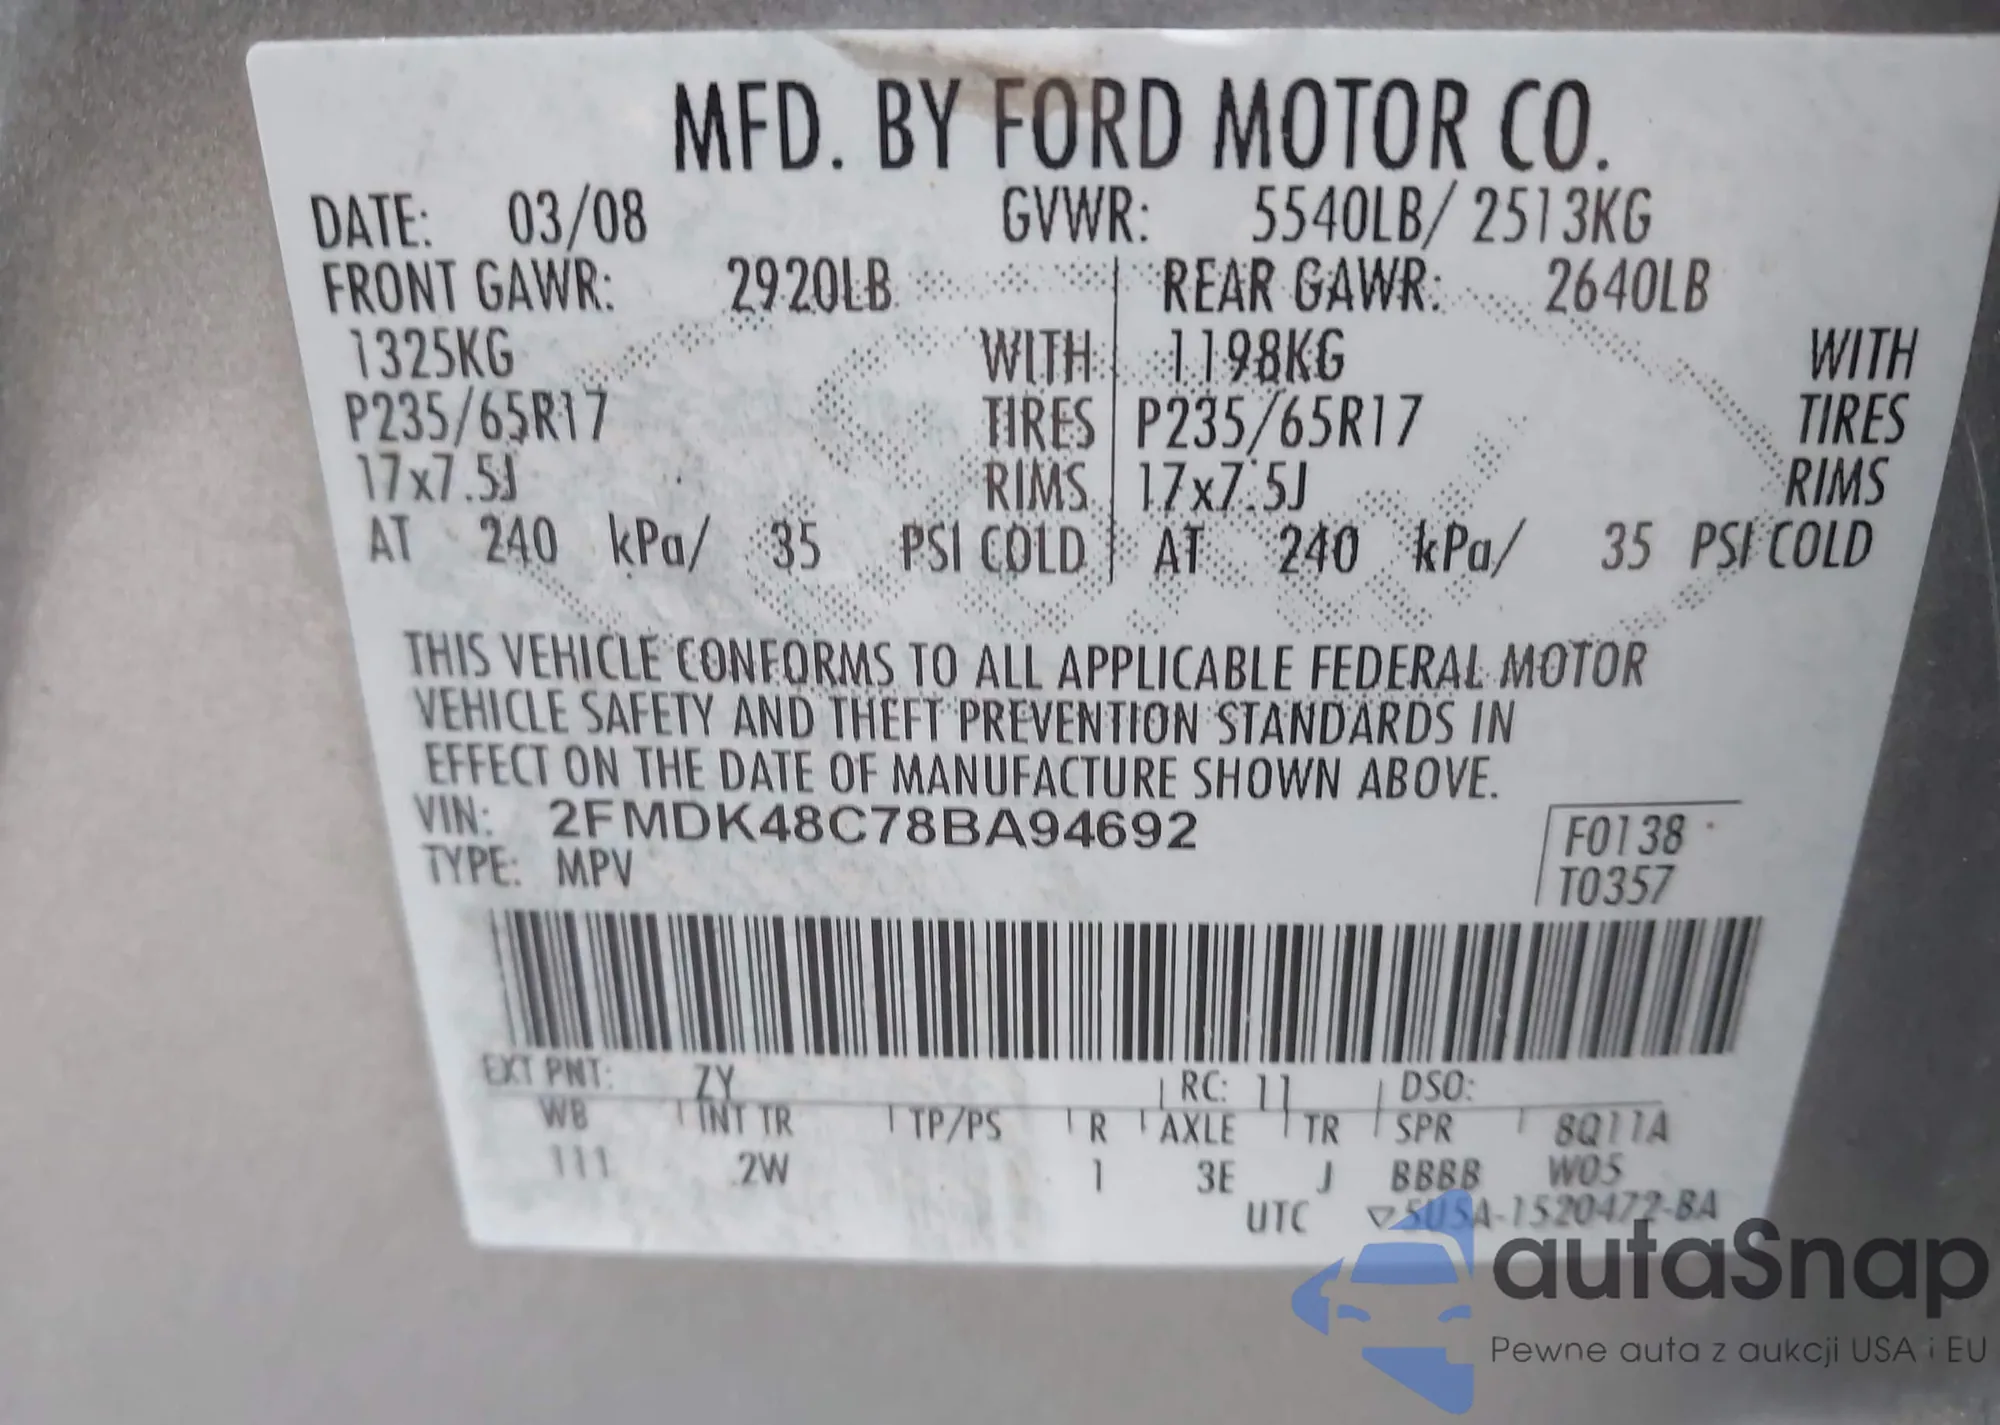 MFD. BY FORD MOTOR CO.
DATE: 03/08 GVWR: 5540LB/ 2513KG
FRONT GAWR: 2920LB REAR GAWR: 2640LB
1325KG WITH 1198KG WITH
P235/65R17 TIRES P235/65R17 TIRES
17x7.5J RIMS 17x7.5J RIMS
AT 240 kPa/ 35 PSI COLD AT 240 kPa/ 35 PSI COLD
THIS VEHICLE CONFORMS TO ALL APPLICABLE FEDERAL MOTOR
VEHICLE SAFETY AND THEFT PREVENTION STANDARDS IN
EFFECT ON THE DATE OF MANUFACTURE SHOWN ABOVE.
VIN: 2FMDK48C78BA94692 F0138
TYPE: MPV T0357
EXT PNT: ZY RC: 11 DSO:
WB INT TR TP/PS R AXLE TR SPR 8Q11A
111 2W 1 3E J BBBB W05
UTC ▽5U5A-1520472-BA
autaSnap
Pewne auta z aukcji USA i EU